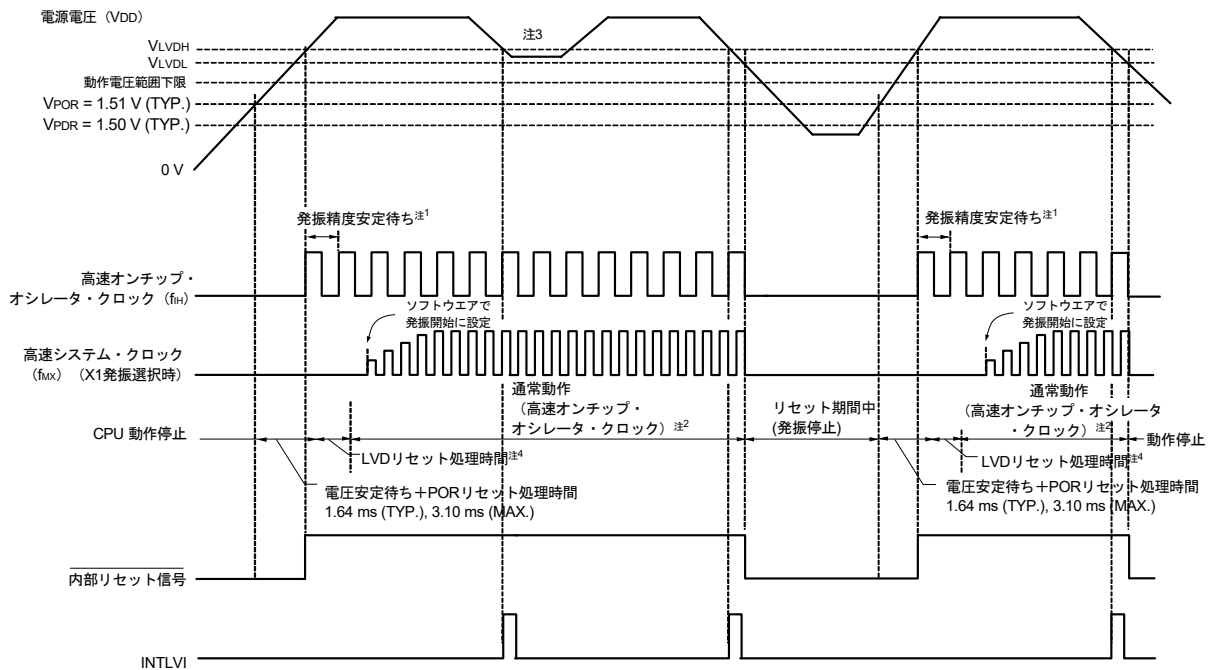 電源電圧（VDD）
注3
VLVDH
VLVDL
動作電圧範囲下限
VPOR = 1.51 V (TYP.)
VPDR = 1.50 V (TYP.)
0 V
発振精度安定待ち注1
発振精度安定待ち注1
高速オンチップ・
オシレータ・クロック（fIH）
ソフトウエアで
発振開始に設定
ソフトウエアで
発振開始に設定
高速システム・クロック
（fMX）（X1発振選択時）
通常動作
（高速オンチップ・
オシレータ・クロック）注2
リセット期間中
(発振停止)
通常動作
（高速オンチップ・オシレータ
・クロック）注2
CPU 動作停止
動作停止
LVDリセット処理時間注4
LVDリセット処理時間注4
電圧安定待ち＋PORリセット処理時間
1.64 ms (TYP.), 3.10 ms (MAX.)
電圧安定待ち＋PORリセット処理時間
1.64 ms (TYP.), 3.10 ms (MAX.)
内部リセット信号
INTLVI